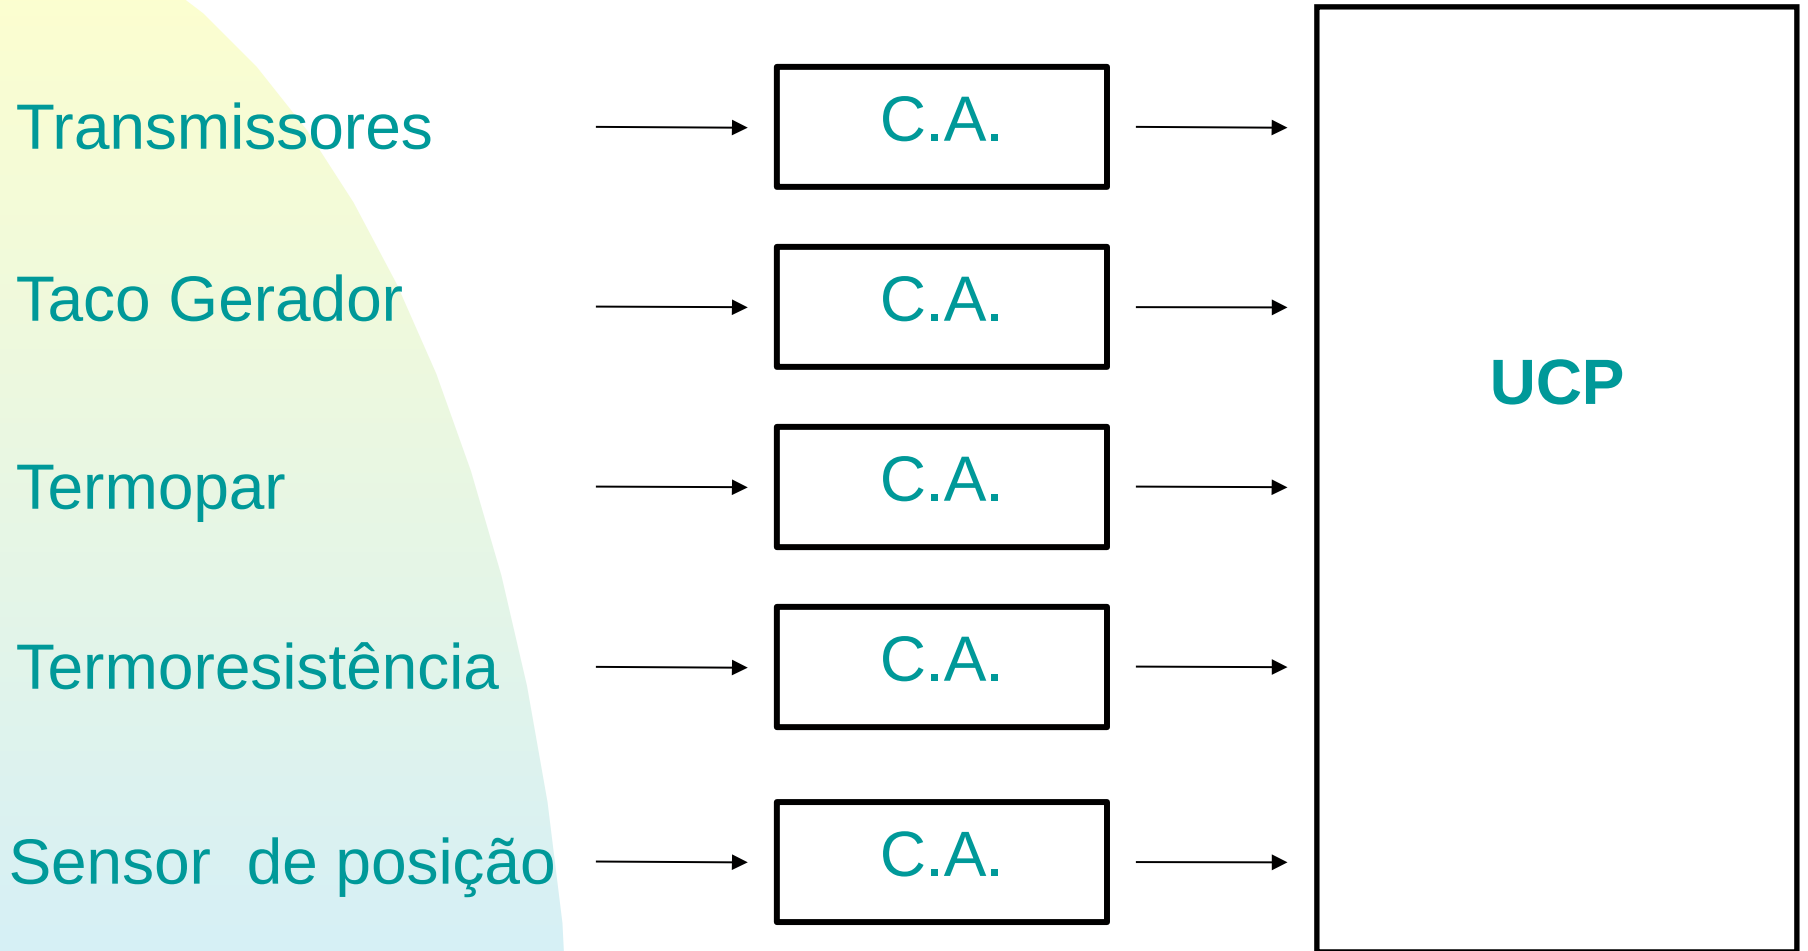 Transmissores
C.A.
Taco Gerador
C.A.
UCP
Termopar
C.A.
Termoresistência
C.A.
Sensor  de posição
C.A.